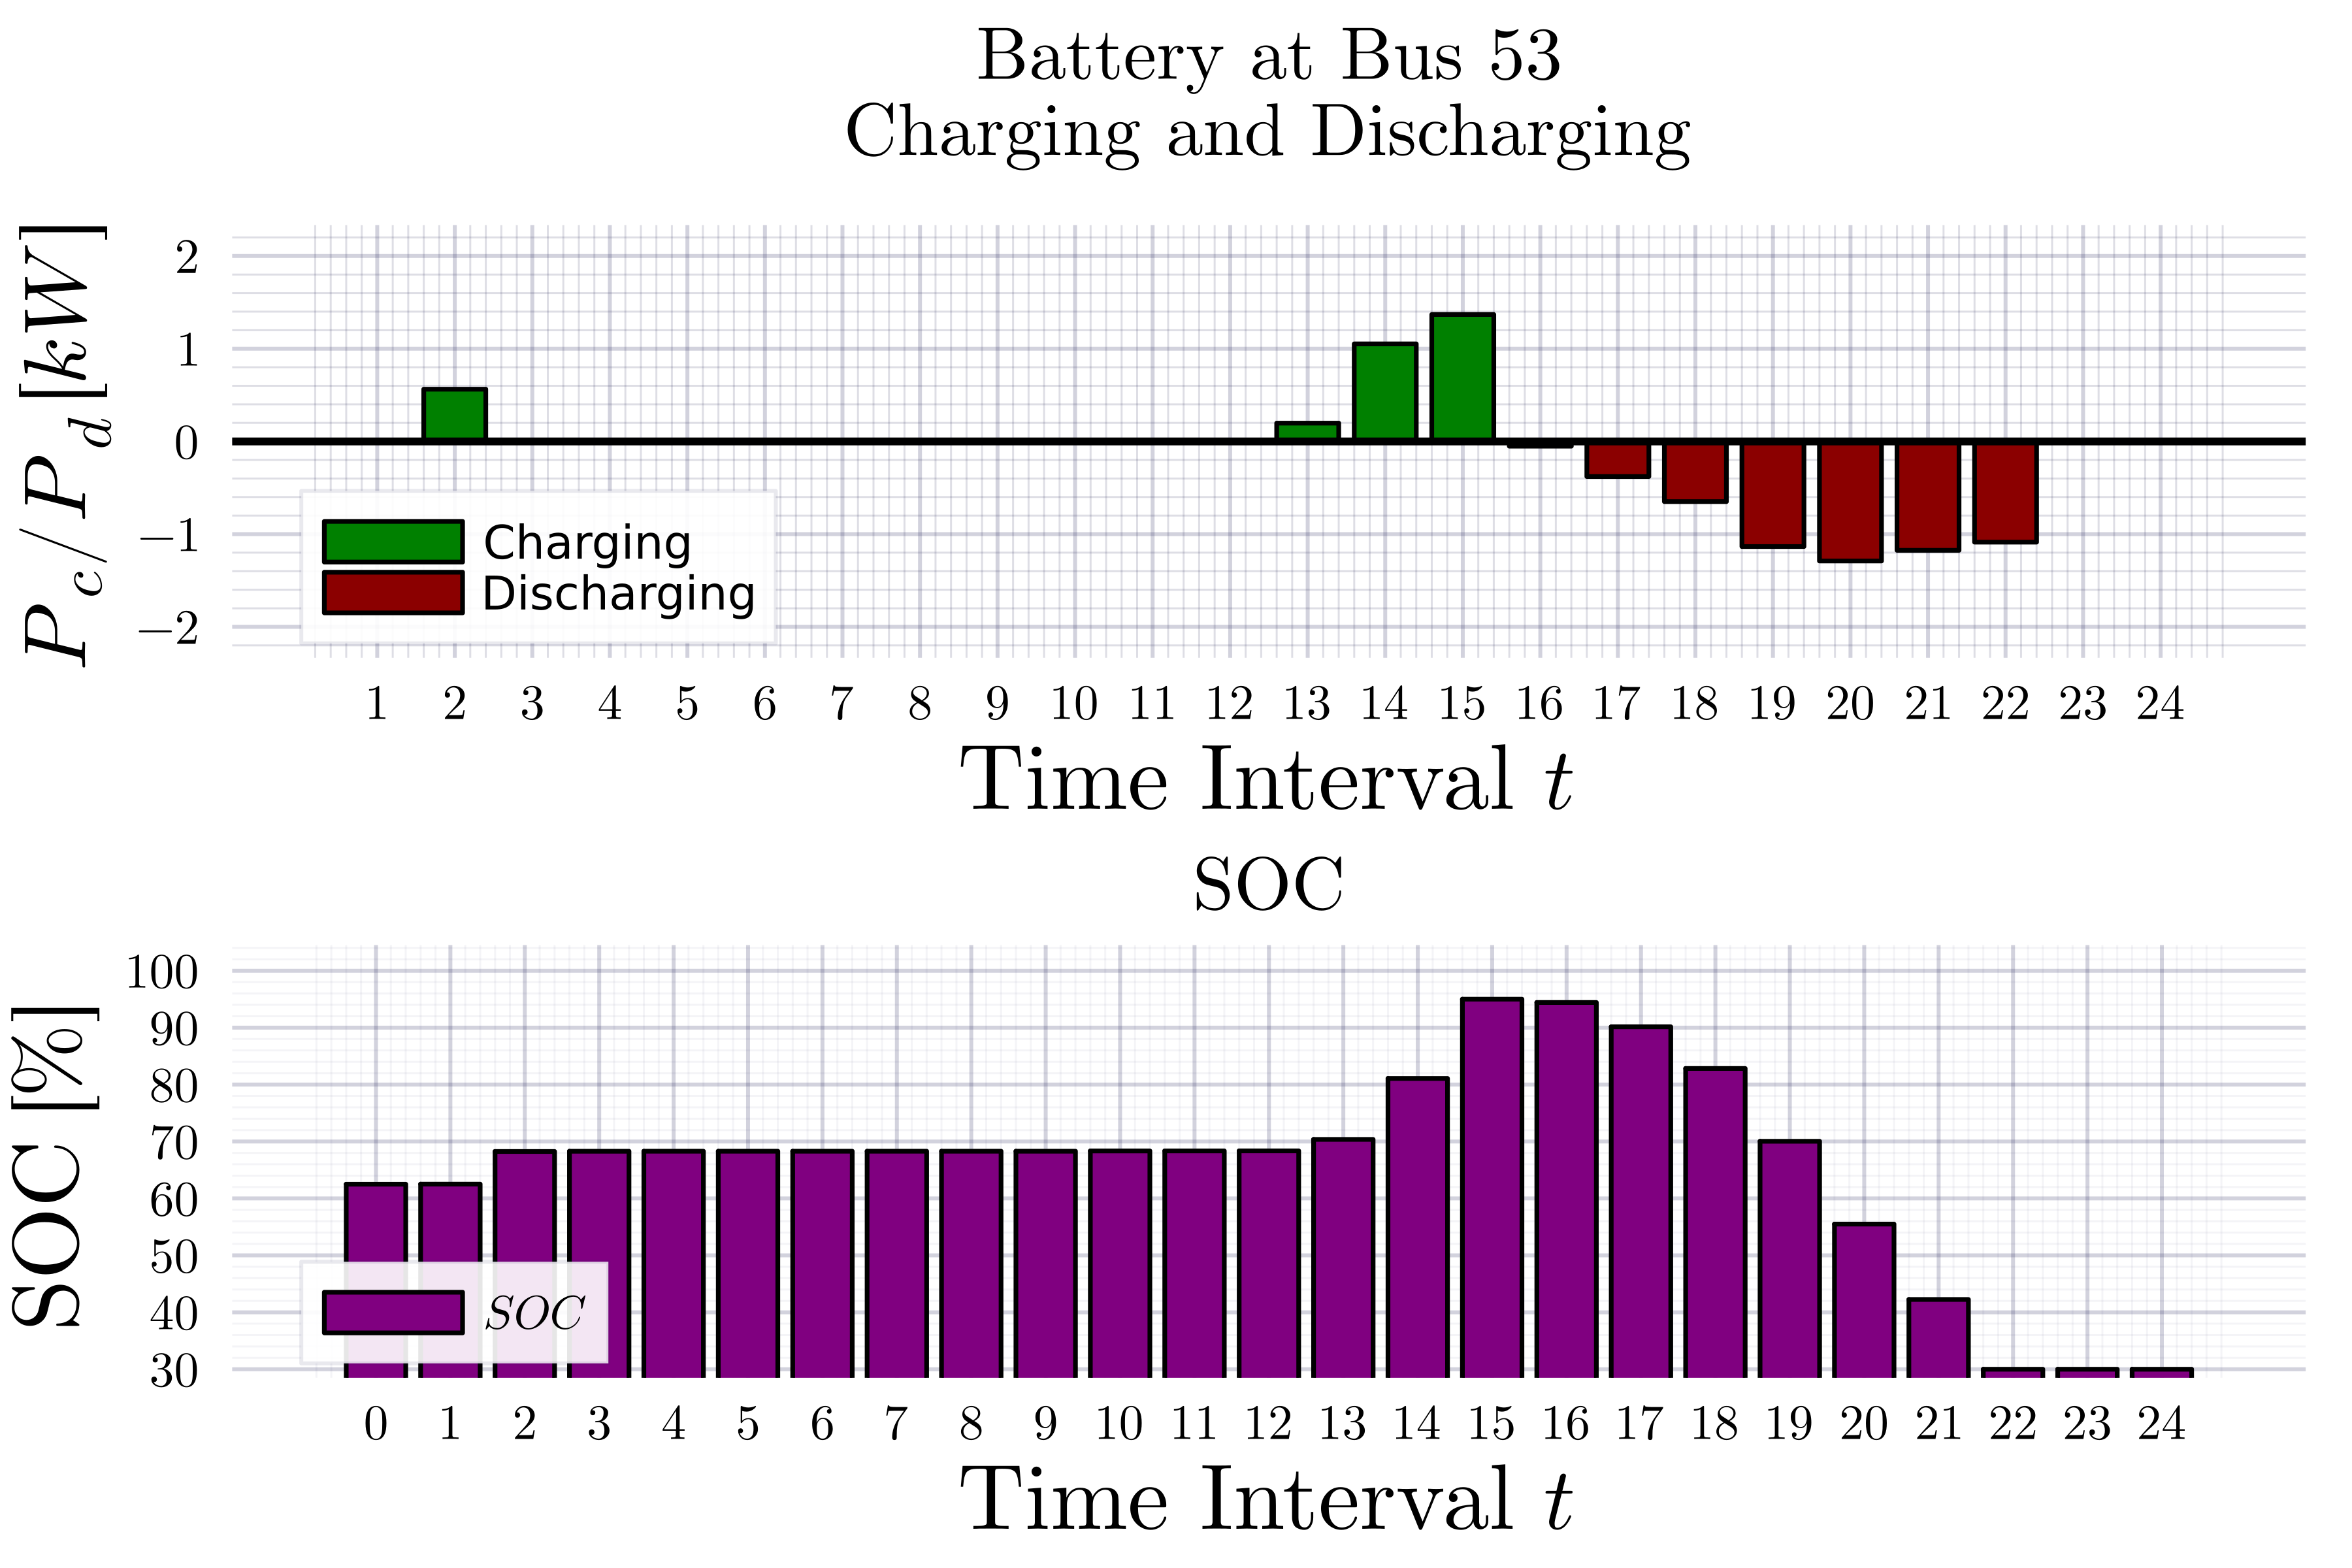 Battery at Bus 53
Charging and Discharging
P_c/P_d [kW]
2
1
0
−1
−2
Charging
Discharging
1 2 3 4 5 6 7 8 9 10 11 12 13 14 15 16 17 18 19 20 21 22 23 24
Time Interval t
SOC
SOC [%]
100
90
80
70
60
50
40
30
SOC
0 1 2 3 4 5 6 7 8 9 10 11 12 13 14 15 16 17 18 19 20 21 22 23 24
Time Interval t